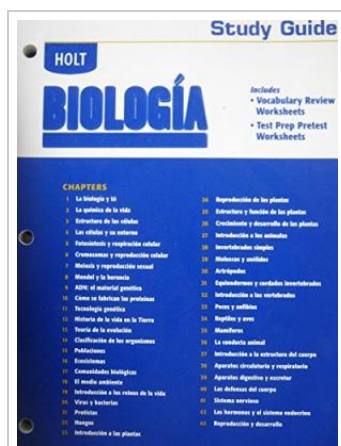 Study Guide
HOLT
BIOLOGÍA
Includes
• Vocabulary Review
Worksheets
• Test Prep Pretest
Worksheets
CHAPTERS
1 La biología y tú
2 La química de la vida
3 Estructura de las células
4 Las células y su entorno
5 Fotosíntesis y respiración celular
6 Cromosomas y reproducción celular
7 Meiosis y reproducción sexual
8 Mendel y la herencia
9 ADN: el material genético
10 Cómo se fabrican las proteínas
11 Tecnología genética
12 Historia de la vida en la Tierra
13 Teoría de la evolución
14 Clasificación de los organismos
15 Poblaciones
16 Ecosistemas
17 Comunidades biológicas
18 El medio ambiente
19 Introducción a los reinos de la vida
20 Virus y bacterias
21 Protistas
22 Hongos
23 Introducción a las plantas
24 Reproducción de las plantas
25 Estructura y función de las plantas
26 Crecimiento y desarrollo de las plantas
27 Introducción a los animales
28 Invertebrados simples
29 Moluscos y anélidos
30 Artrópodos
31 Equinodermos y cordados invertebrados
32 Introducción a los vertebrados
33 Peces y anfibios
34 Reptiles y aves
35 Mamíferos
36 La conducta animal
37 Introducción a la estructura del cuerpo
38 Aparatos circulatorio y respiratorio
39 Aparatos digestivo y excretor
40 Las defensas del cuerpo
41 Sistema nervioso
42 Las hormonas y el sistema endocrino
43 Reproducción y desarrollo